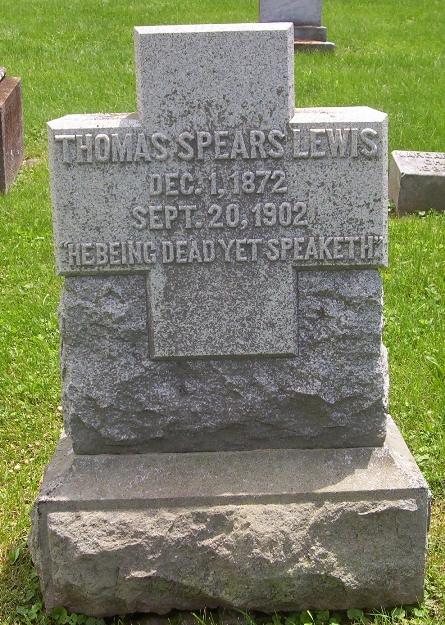 THOMAS SPEARS LEWIS
DEC. 1, 1872
SEPT. 20, 1902
"HE BEING DEAD YET SPEAKETH"